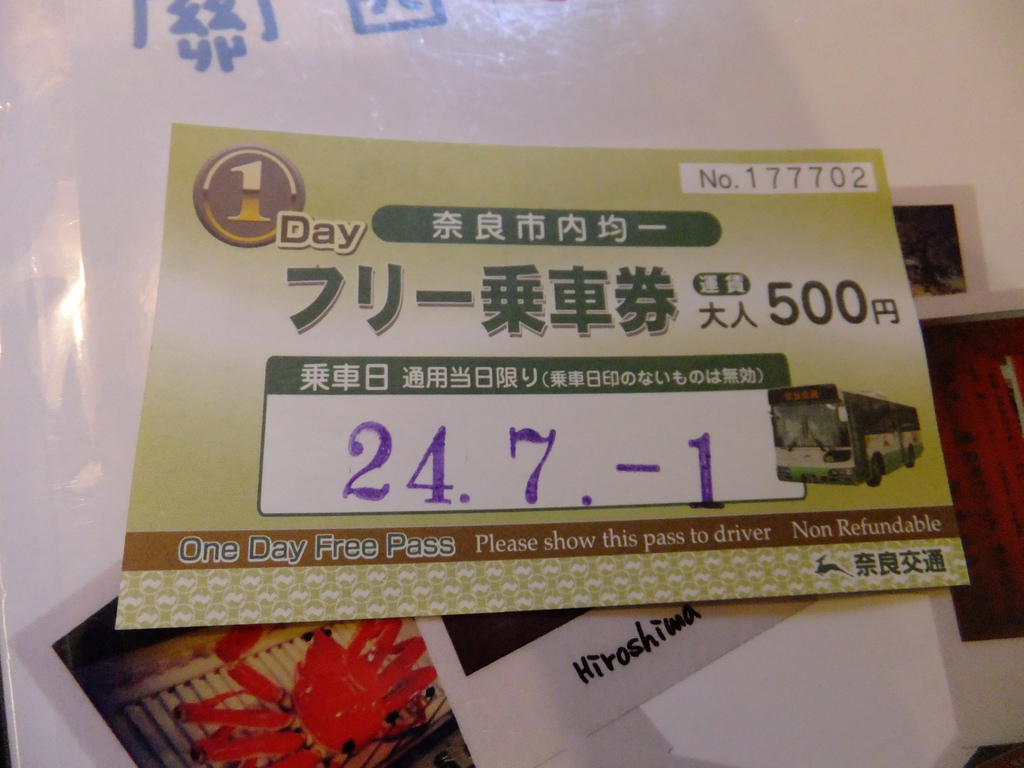 關西
No.177702
1 Day
奈良市内均一
フリー乗車券
運賃
大人 500円
乗車日 通用当日限り(乗車日印のないものは無効)
24. 7. -1
One Day Free Pass Please show this pass to driver Non Refundable
奈良交通
Hiroshima